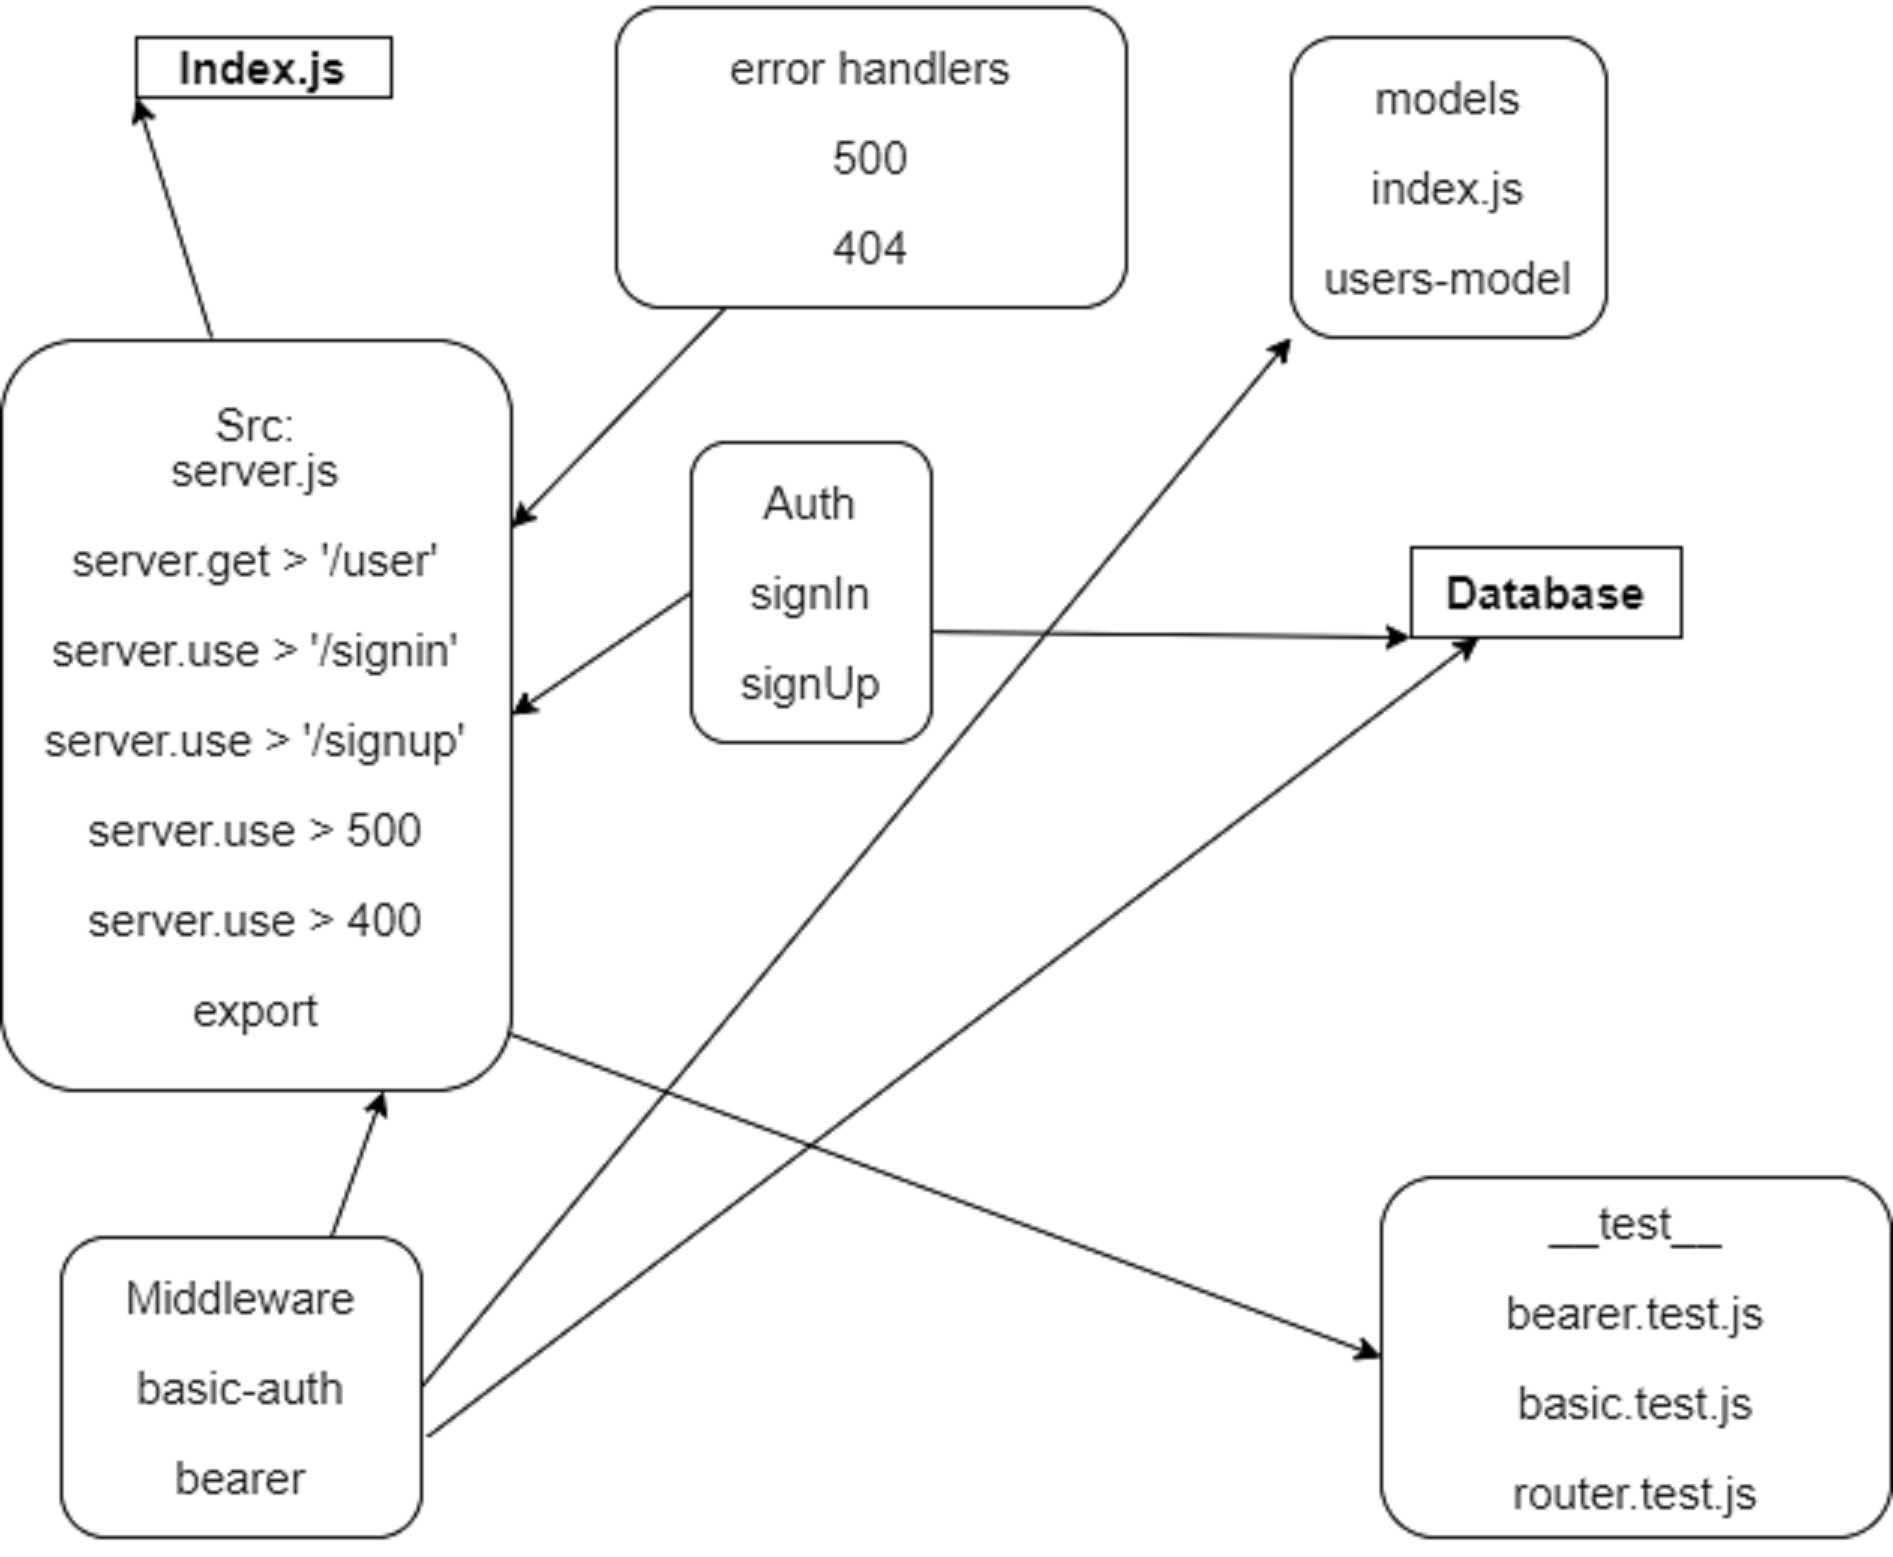 Index.js
error handlers
500
404
models
index.js
users-model
Src:
server.js
server.get > '/user'
server.use > '/signin'
server.use > '/signup'
server.use > 500
server.use > 400
export
Auth
signIn
signUp
Database
Middleware
basic-auth
bearer
__test__
bearer.test.js
basic.test.js
router.test.js